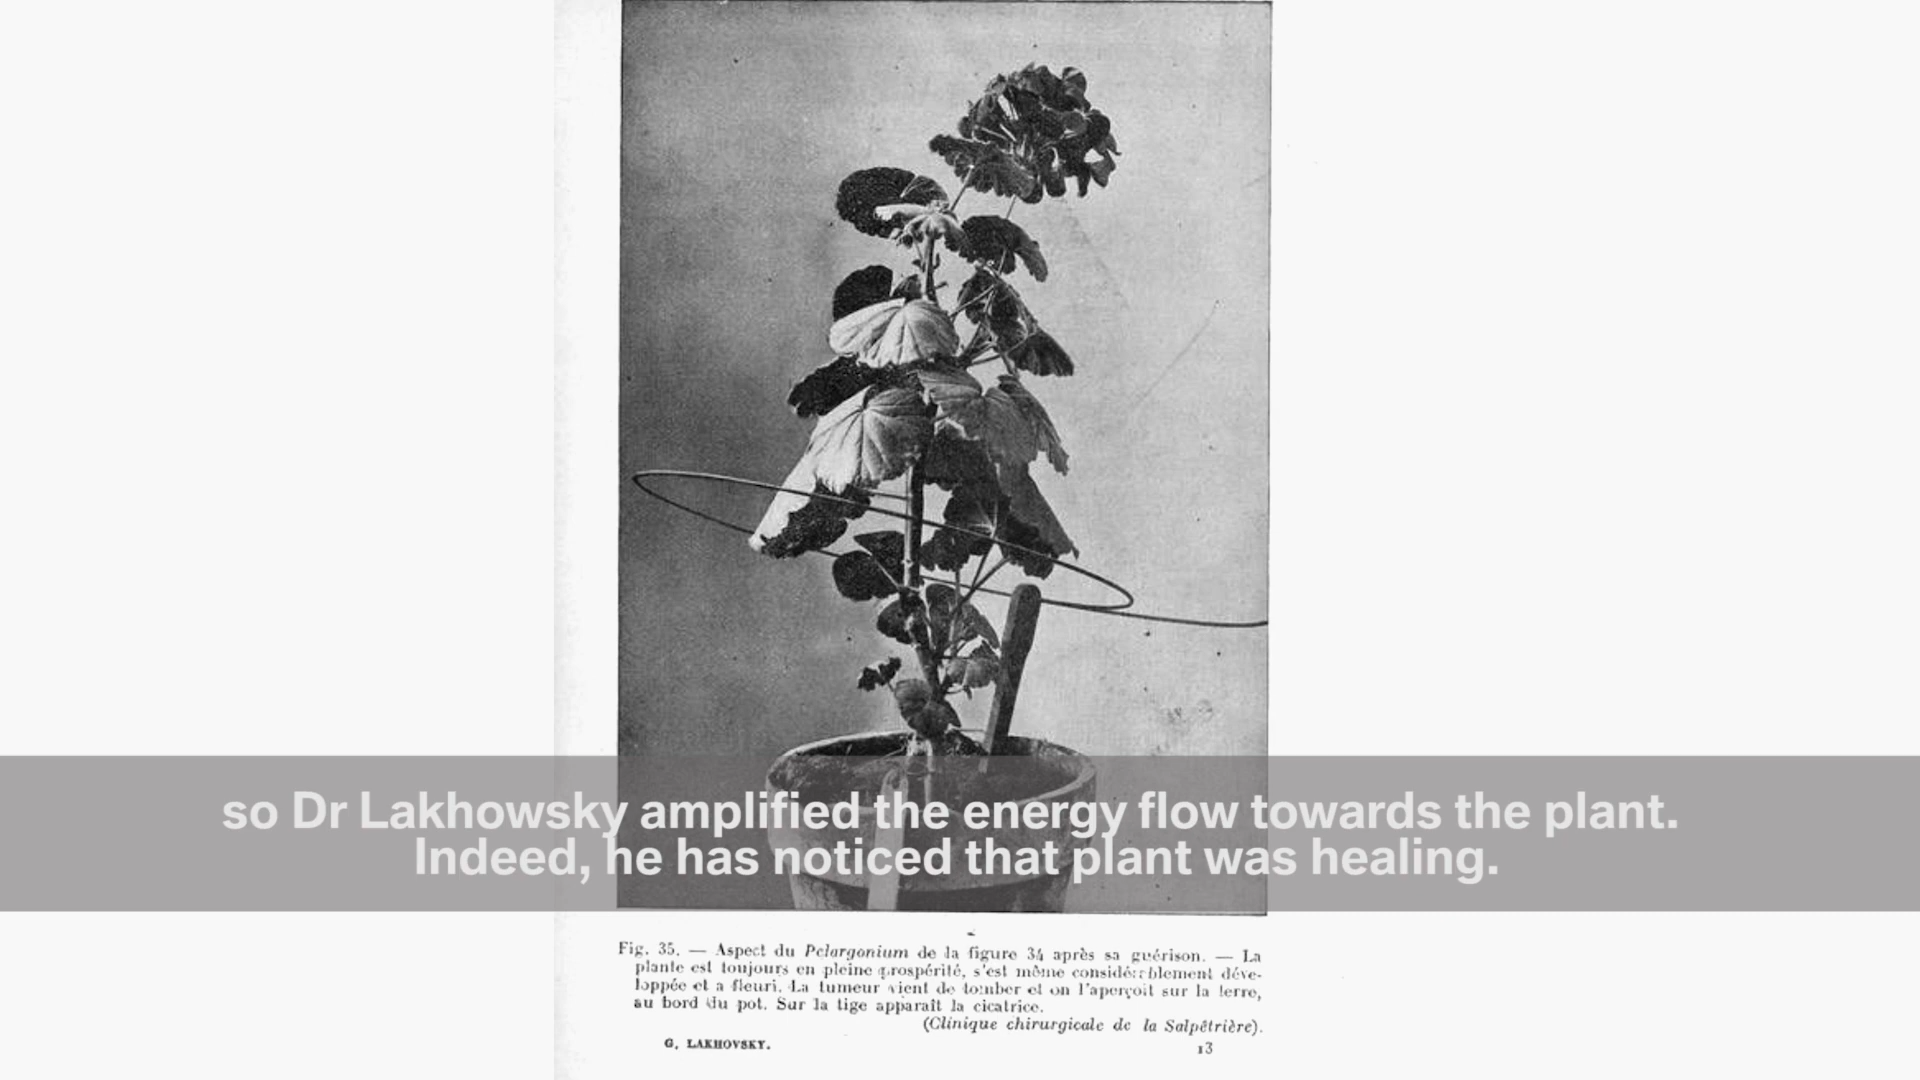 so Dr Lakhowsky amplified the energy flow towards the plant.
Indeed, he has noticed that plant was healing.
Fig. 35. — Aspect du Pelargonium de la figure 34 après sa guérison. — La
plante est toujours en pleine prospérité, s'est même considérablement déve-
loppée et a fleuri. La tumeur vient de tomber et on l'aperçoit sur la terre,
au bord du pot. Sur la tige apparaît la cicatrice.
(Clinique chirurgicale de la Salpêtrière).
G. LAKHOVSKY.
13